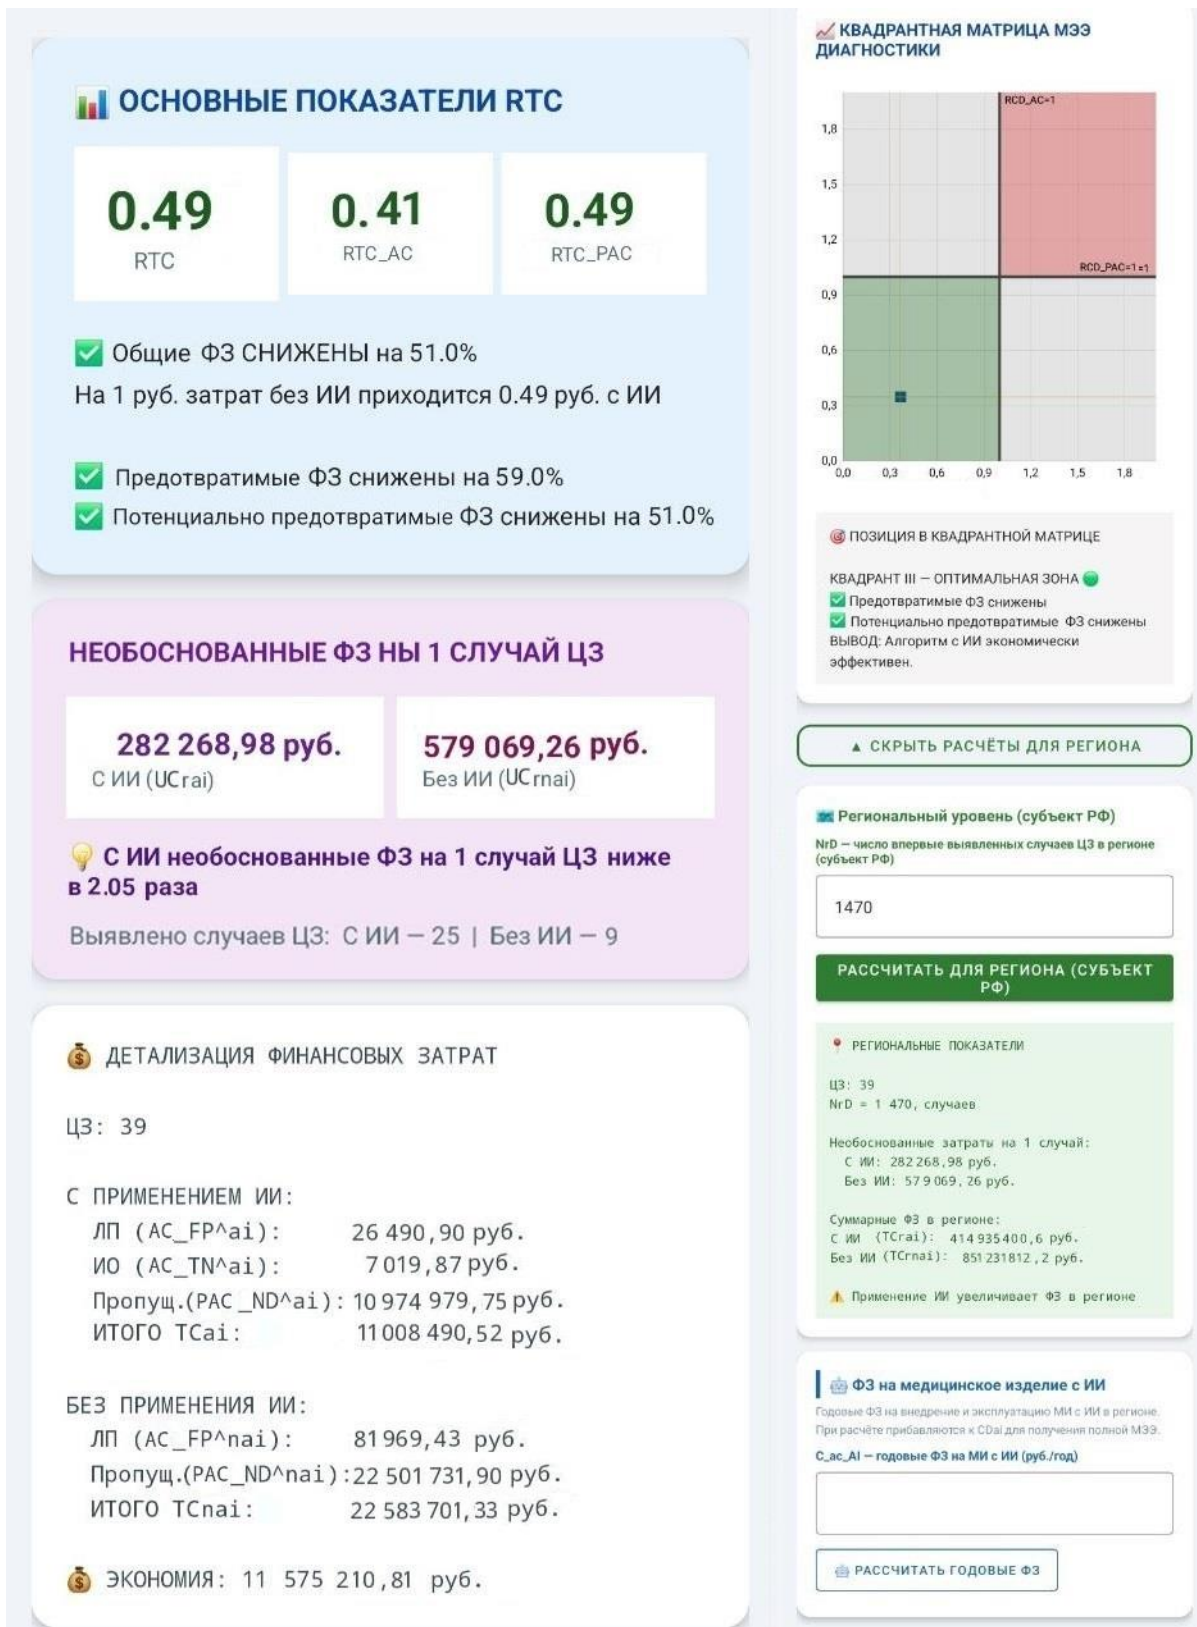 ОСНОВНЫЕ ПОКАЗАТЕЛИ RTC
0.49
RTC
0.41
RTC_AC
0.49
RTC_PAC
Общие ФЗ СНИЖЕНЫ на 51.0%
На 1 руб. затрат без ИИ приходится 0.49 руб. с ИИ
Предотвратимые ФЗ снижены на 59.0%
Потенциально предотвратимые ФЗ снижены на 51.0%
НЕОБОСНОВАННЫЕ ФЗ НЫ 1 СЛУЧАЙ ЦЗ
282 268,98 руб.
С ИИ (UCrai)
579 069,26 руб.
Без ИИ (UCrnai)
С ИИ необоснованные ФЗ на 1 случай ЦЗ ниже
в 2.05 раза
Выявлено случаев ЦЗ: С ИИ — 25 | Без ИИ — 9
ДЕТАЛИЗАЦИЯ ФИНАНСОВЫХ ЗАТРАТ
ЦЗ: 39
С ПРИМЕНЕНИЕМ ИИ:
ЛП (AC_FP^ai): 26 490,90 руб.
ИО (AC_TN^ai): 7 019,87 руб.
Пропущ.(PAC_ND^ai): 10 974 979,75 руб.
ИТОГО TCai: 11 008 490,52 руб.
БЕЗ ПРИМЕНЕНИЯ ИИ:
ЛП (AC_FP^nai): 81 969,43 руб.
Пропущ.(PAC_ND^nai): 22 501 731,90 руб.
ИТОГО TCnai: 22 583 701,33 руб.
ЭКОНОМИЯ: 11 575 210,81 руб.
КВАДРАНТНАЯ МАТРИЦА МЭЭ
ДИАГНОСТИКИ
RCD_AC=1
1,8
1,5
1,2
RCD_PAC=1=1
0,9
0,6
0,3
0,0
0,0 0,3 0,6 0,9 1,2 1,5 1,8
ПОЗИЦИЯ В КВАДРАНТНОЙ МАТРИЦЕ
КВАДРАНТ III — ОПТИМАЛЬНАЯ ЗОНА
Предотвратимые ФЗ снижены
Потенциально предотвратимые ФЗ снижены
ВЫВОД: Алгоритм с ИИ экономически
эффективен.
▲ СКРЫТЬ РАСЧЁТЫ ДЛЯ РЕГИОНА
Региональный уровень (субъект РФ)
NrD — число впервые выявленных случаев ЦЗ в регионе
(субъект РФ)
1470
РАССЧИТАТЬ ДЛЯ РЕГИОНА (СУБЪЕКТ
РФ)
РЕГИОНАЛЬНЫЕ ПОКАЗАТЕЛИ
ЦЗ: 39
NrD = 1 470, случаев
Необоснованные затраты на 1 случай:
С ИИ: 282 268,98 руб.
Без ИИ: 579 069,26 руб.
Суммарные ФЗ в регионе:
С ИИ (TCrai): 414 935 400,6 руб.
Без ИИ (TCrnai): 851 231 812,2 руб.
Применение ИИ увеличивает ФЗ в регионе
ФЗ на медицинское изделие с ИИ
Годовые ФЗ на внедрение и эксплуатацию МИ с ИИ в регионе.
При расчёте прибавляются к CDai для получения полной МЭЭ.
C_ac_AI — годовые ФЗ на МИ с ИИ (руб./год)
РАССЧИТАТЬ ГОДОВЫЕ ФЗ